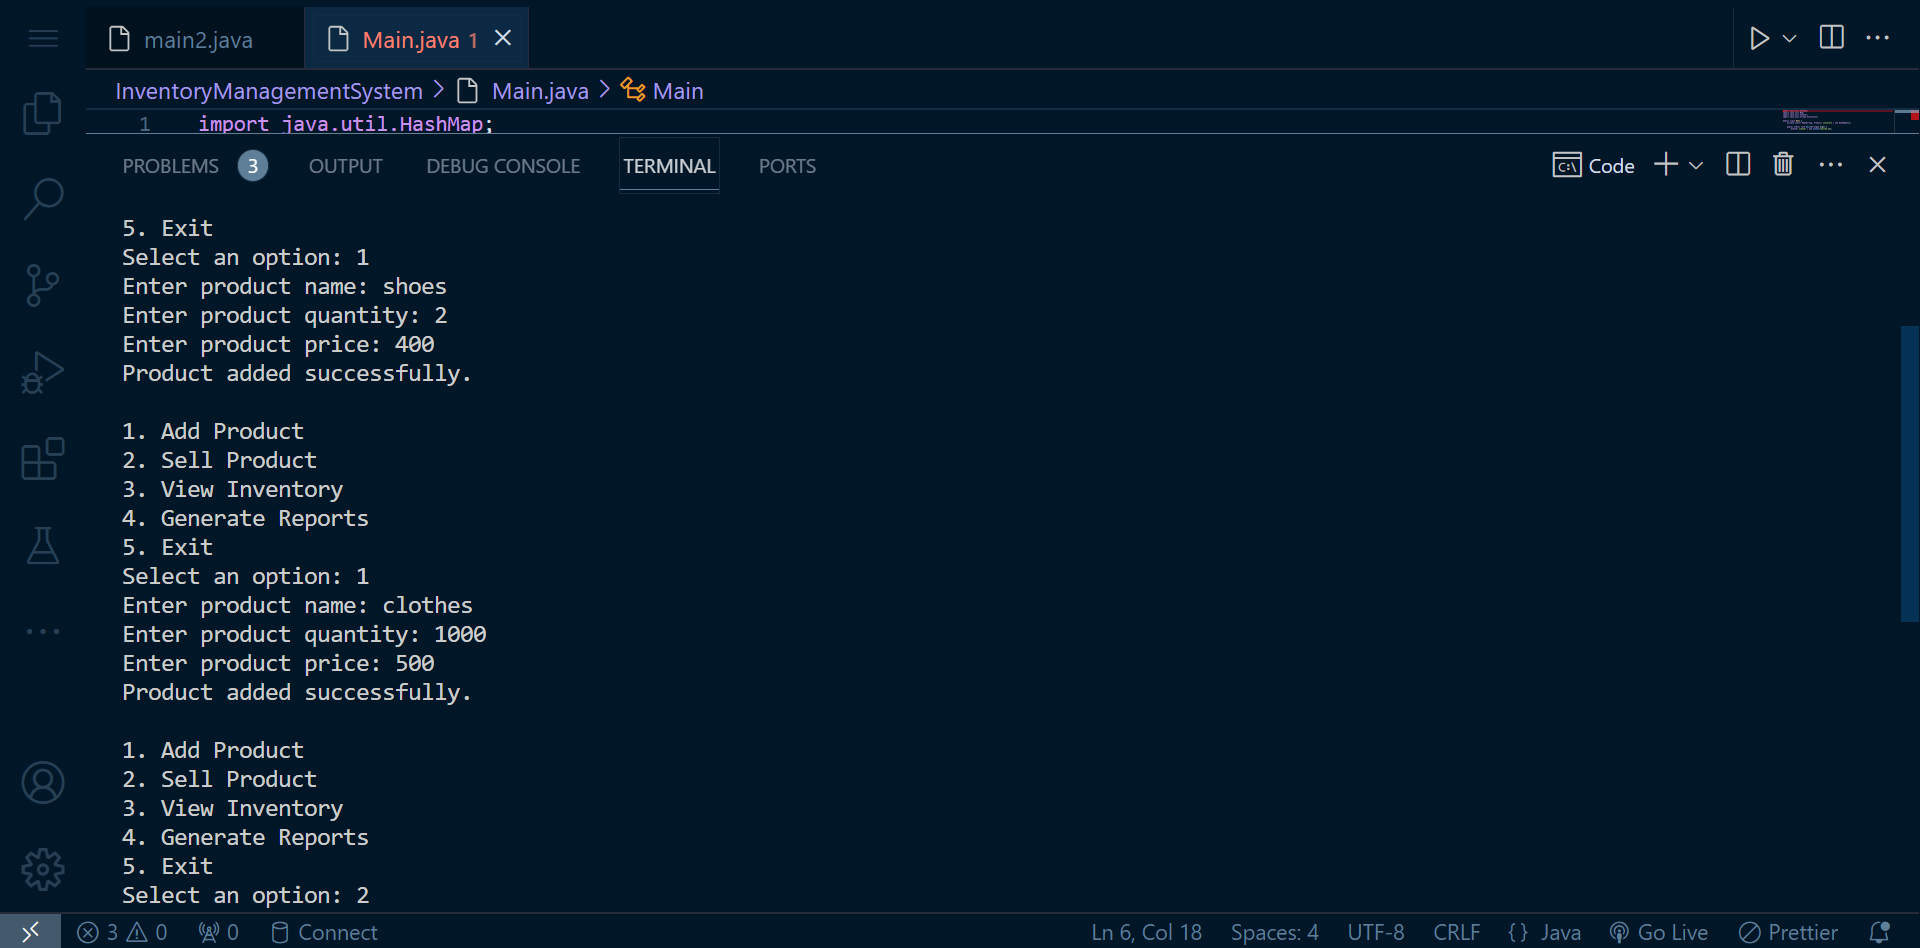 main2.java
Main.java 1
InventoryManagementSystem > Main.java > Main
1 import java.util.HashMap;
PROBLEMS 3 OUTPUT DEBUG CONSOLE TERMINAL PORTS
Code
5. Exit
Select an option: 1
Enter product name: shoes
Enter product quantity: 2
Enter product price: 400
Product added successfully.
1. Add Product
2. Sell Product
3. View Inventory
4. Generate Reports
5. Exit
Select an option: 1
Enter product name: clothes
Enter product quantity: 1000
Enter product price: 500
Product added successfully.
1. Add Product
2. Sell Product
3. View Inventory
4. Generate Reports
5. Exit
Select an option: 2
3 0 0 Connect Ln 6, Col 18 Spaces: 4 UTF-8 CRLF {} Java Go Live Prettier